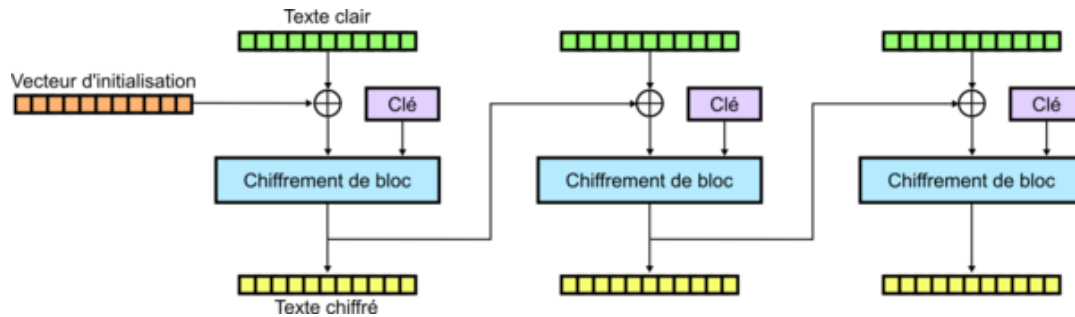 Texte clair
Vecteur d'initialisation
Clé
Clé
Clé
Chiffrement de bloc
Chiffrement de bloc
Chiffrement de bloc
Texte chiffré